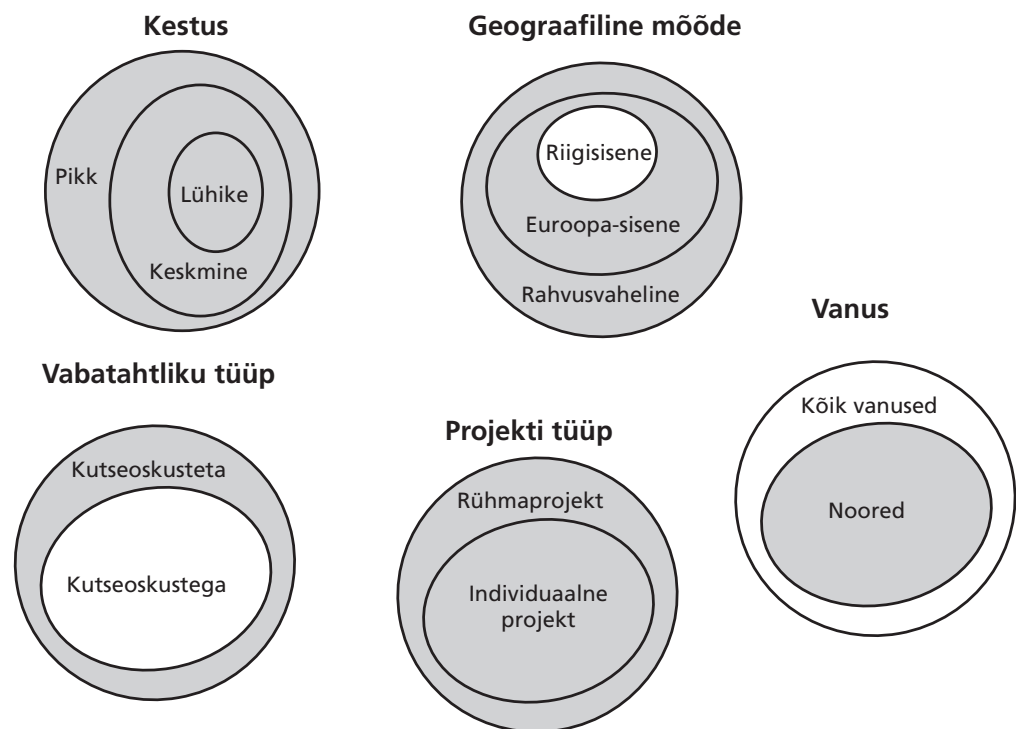 Kestus
Pikk
Lühike
Keskmine
Geograafiline mõõde
Riigisisene
Euroopa-sisene
Rahvusvaheline
Vanus
Kõik vanused
Noored
Vabatahtliku tüüp
Kutseoskusteta
Kutseoskustega
Projekti tüüp
Rühmaprojekt
Individuaalne
projekt